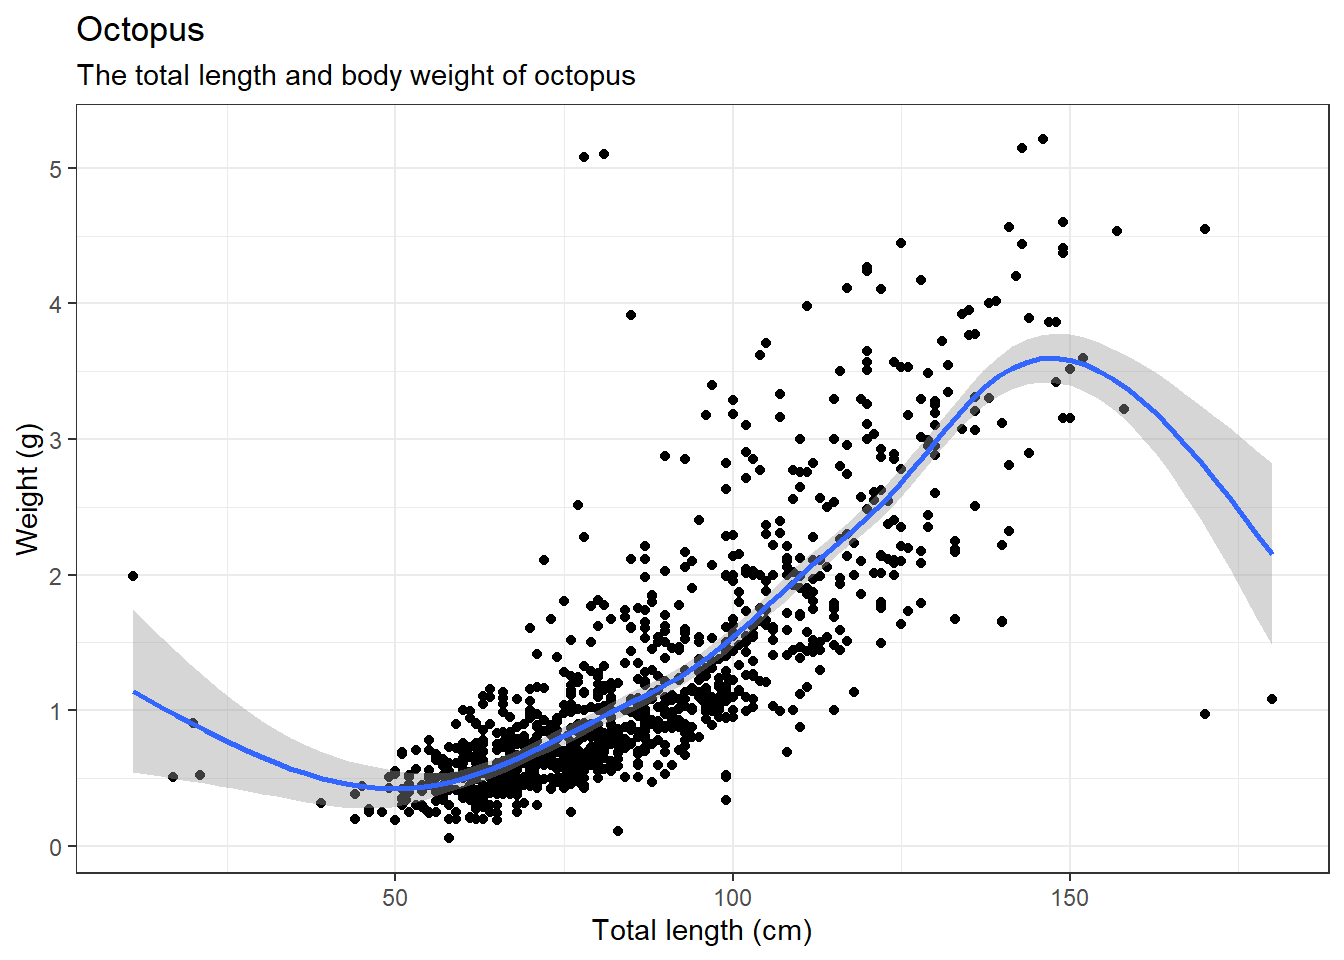 Octopus
The total length and body weight of octopus
Weight (g)
5
4
3
2
1
0
50 100 150
Total length (cm)